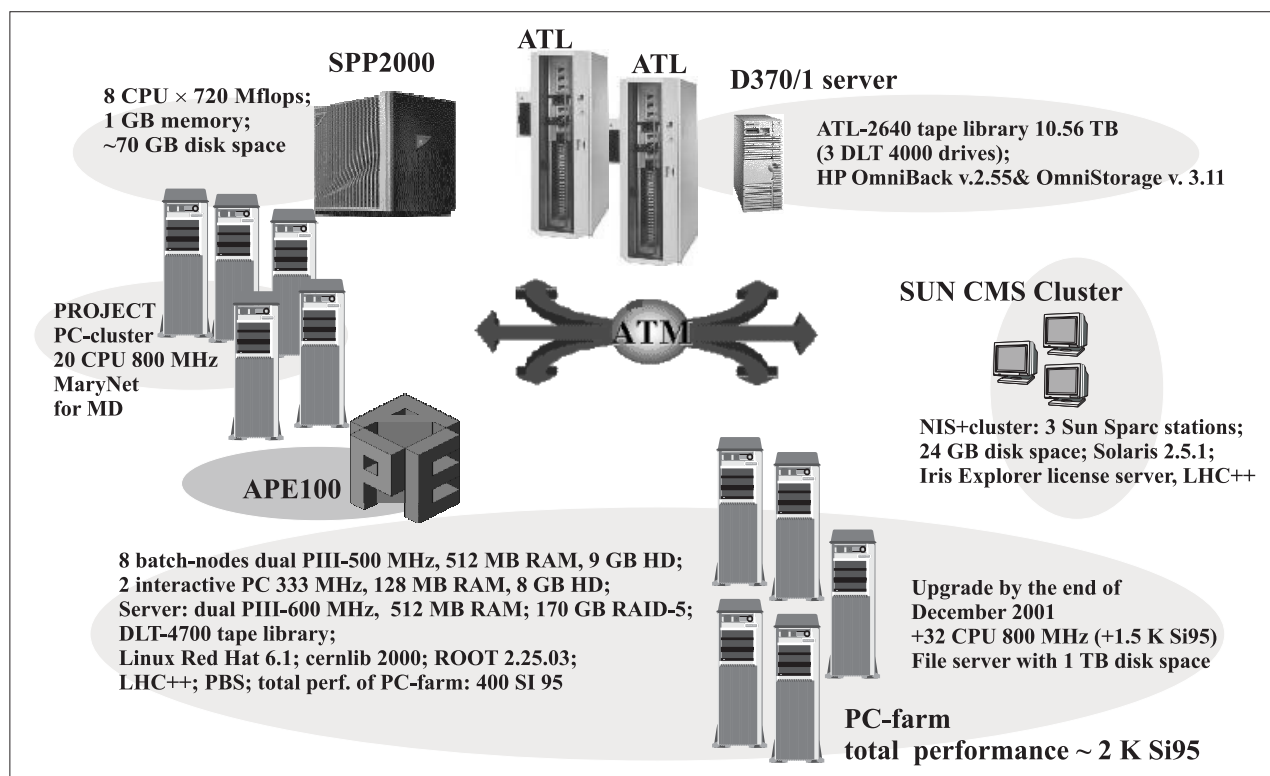 ATL
ATL
SPP2000
8 CPU × 720 Mflops;
1 GB memory;
~70 GB disk space
D370/1 server
ATL-2640 tape library 10.56 TB
(3 DLT 4000 drives);
HP OmniBack v.2.55& OmniStorage v. 3.11
PROJECT
PC-cluster
20 CPU 800 MHz
MaryNet
for MD
ATM
SUN CMS Cluster
NIS+cluster: 3 Sun Sparc stations;
24 GB disk space; Solaris 2.5.1;
Iris Explorer license server, LHC++
APE100
APE
8 batch-nodes dual PIII-500 MHz, 512 MB RAM, 9 GB HD;
2 interactive PC 333 MHz, 128 MB RAM, 8 GB HD;
Server: dual PIII-600 MHz, 512 MB RAM; 170 GB RAID-5;
DLT-4700 tape library;
Linux Red Hat 6.1; cernlib 2000; ROOT 2.25.03;
LHC++; PBS; total perf. of PC-farm: 400 SI 95
Upgrade by the end of
December 2001
+32 CPU 800 MHz (+1.5 K Si95)
File server with 1 TB disk space
PC-farm
total performance ~ 2 K Si95